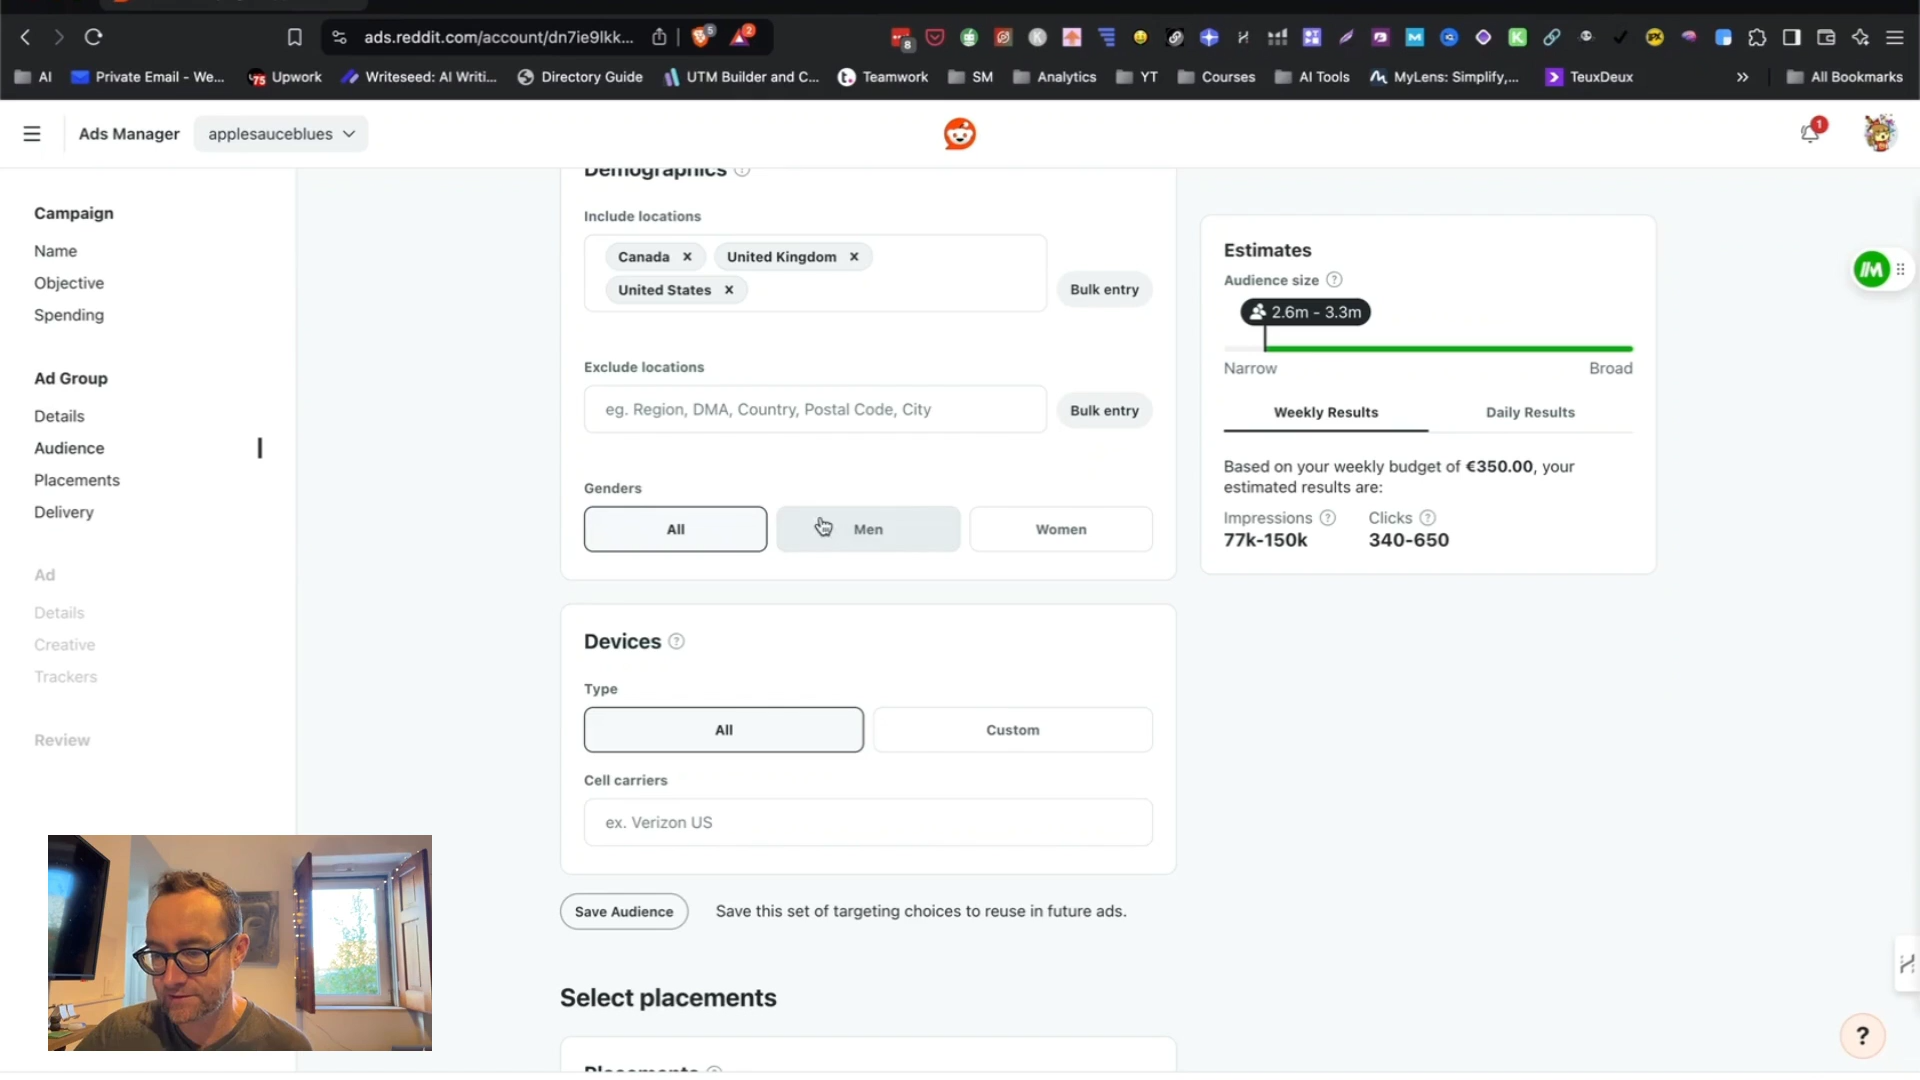 ads.reddit.com/account/dn7ie9lkk...
5
2
8
AI
Private Email - We...
Upwork
Writeseed: AI Writi...
Directory Guide
UTM Builder and C...
Teamwork
SM
Analytics
YT
Courses
AI Tools
MyLens: Simplify,...
TeuxDeux
All Bookmarks
Ads Manager
applesauceblues
1
Campaign
Name
Objective
Spending
Ad Group
Details
Audience
Placements
Delivery
Ad
Details
Creative
Trackers
Review
Demographics
Include locations
Canada
United Kingdom
United States
Bulk entry
Exclude locations
eg. Region, DMA, Country, Postal Code, City
Bulk entry
Genders
All
Men
Women
Devices
Type
All
Custom
Cell carriers
ex. Verizon US
Save Audience
Save this set of targeting choices to reuse in future ads.
Select placements
Placements
Estimates
Audience size
2.6m - 3.3m
Narrow
Broad
Weekly Results
Daily Results
Based on your weekly budget of €350.00, your
estimated results are:
Impressions
Clicks
77k-150k
340-650
?